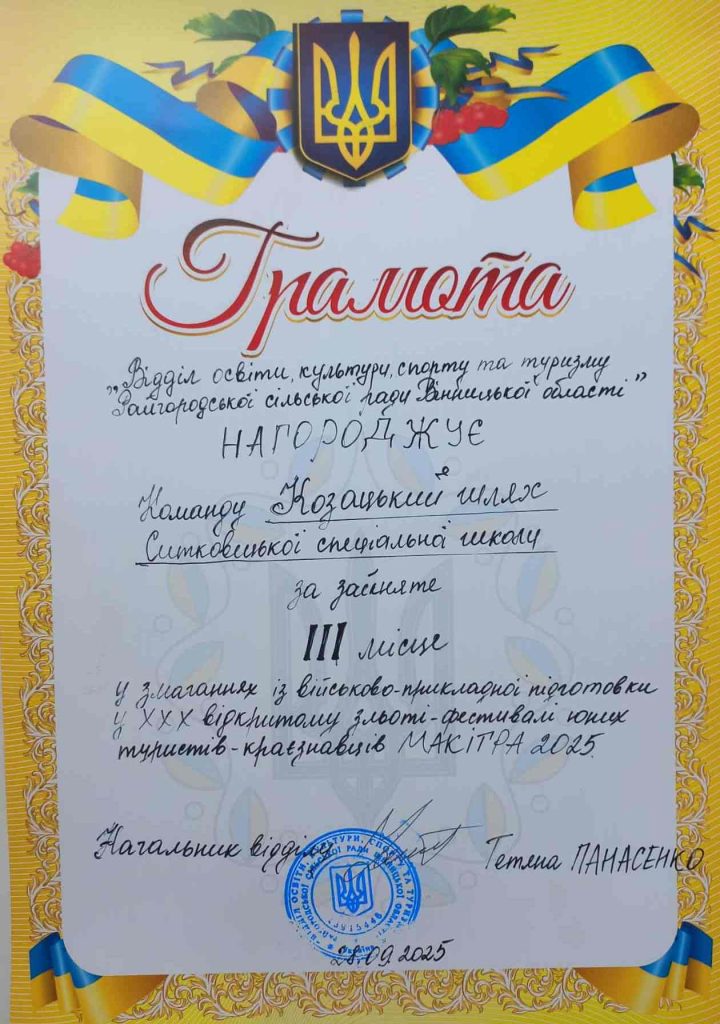 Грамота
„Відділ освіти, культури, спорту та туризму
Райгородської сільської ради Вінницької області"
НАГОРОДЖУЄ
Команду Козацький шлях
Ситковецької спеціальної школи
за зайняте
III місце
у змаганнях із військово-прикладної підготовки
у XXX відкритому зльоті-фестивалі юних
туристів-краєзнавців МАКІТРА 2025.
Начальник відділу Тетяна ПАНАСЕНКО
28.09.2025